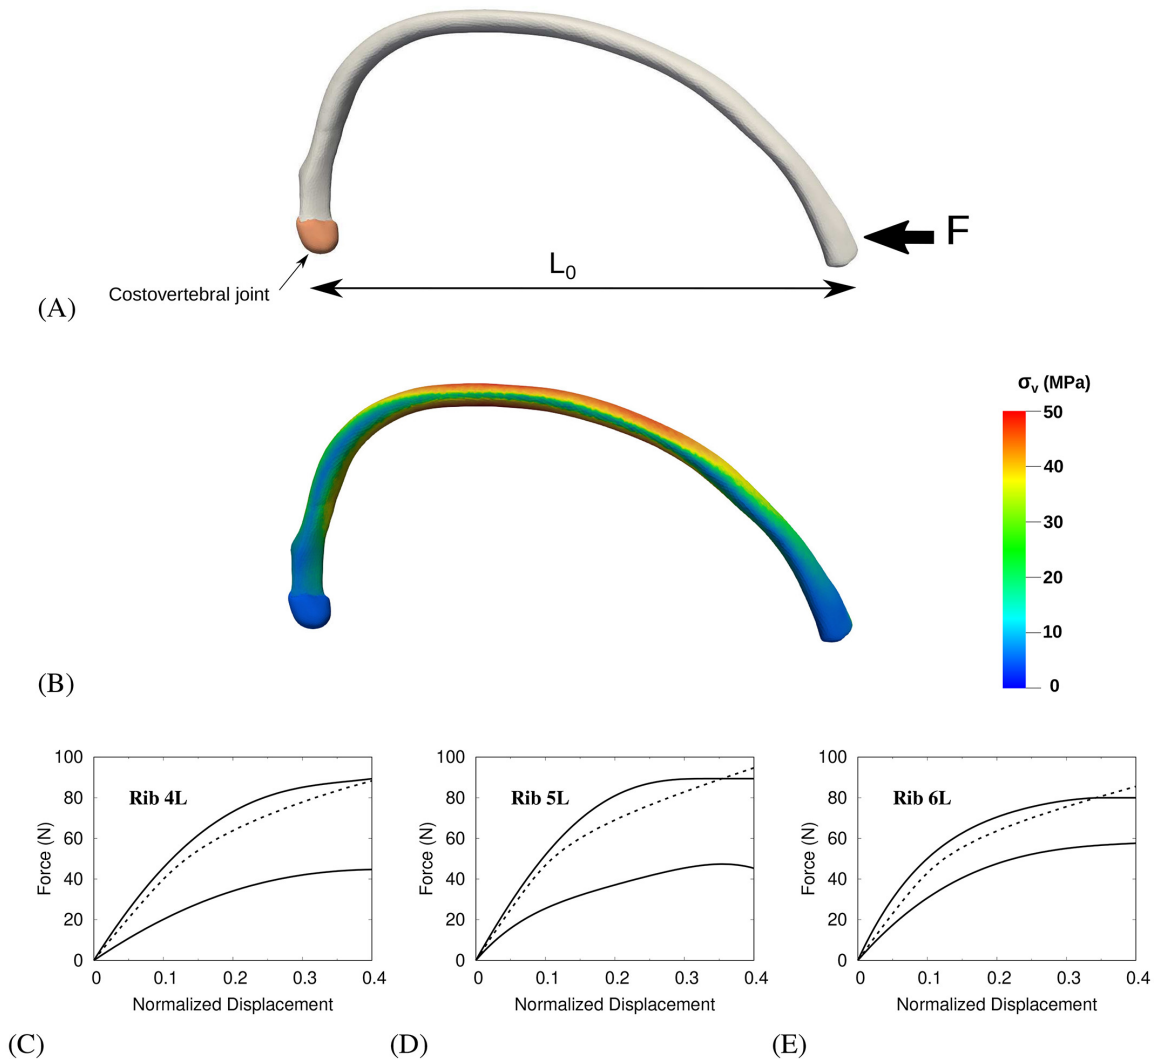 F
L₀
Costovertebral joint
(A)
σᵥ (MPa)
50
40
30
20
10
0
(B)
100
80
60
40
20
0
Force (N)
Rib 4L
0 0.1 0.2 0.3 0.4
Normalized Displacement
(C)
100
80
60
40
20
0
Force (N)
Rib 5L
0 0.1 0.2 0.3 0.4
Normalized Displacement
(D)
100
80
60
40
20
0
Force (N)
Rib 6L
0 0.1 0.2 0.3 0.4
Normalized Displacement
(E)